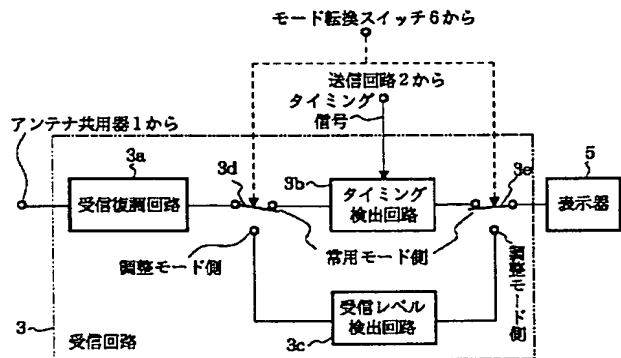 モード転換スイッチ6から
送信回路2から
タイミング
信号
アンテナ共用器1から
3a
受信復調回路
3d
3b
タイミング
検出回路
3e
5
表示器
調整モード側
常用モード側
調整モード側
受信レベル
検出回路
3c
3
受信回路